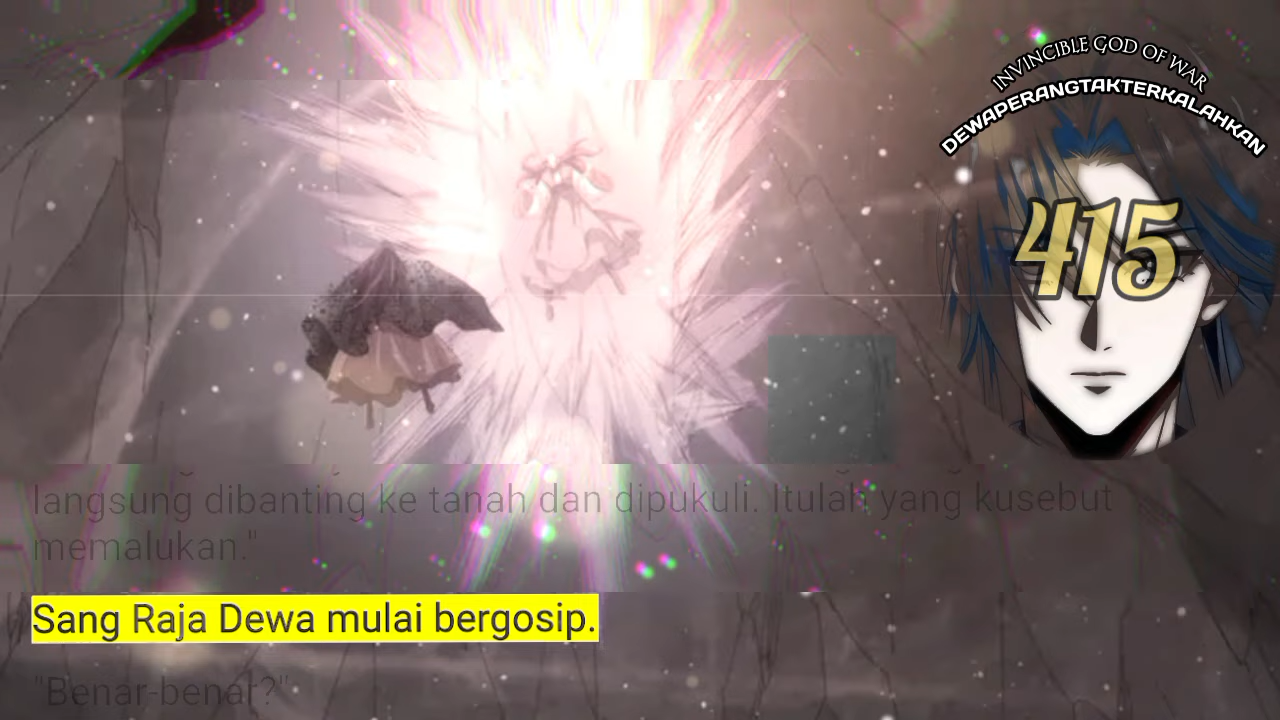 INVINCIBLE GOD OF WAR
DEWAPERANGTAKTERKALAHKAN
415
langsung dibanting ke tanah dan dipukuli. Itulah yang kusebut
memalukan."
Sang Raja Dewa mulai bergosip.
"Benar-benar?"